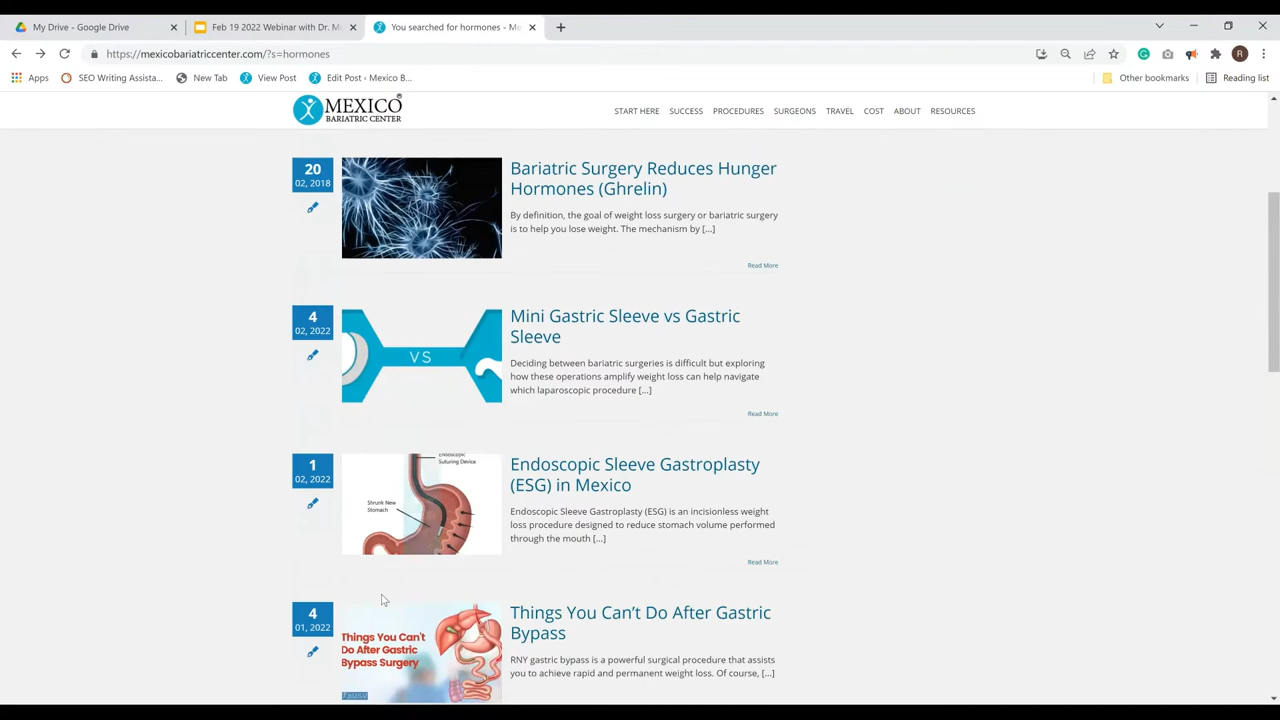 My Drive - Google Drive
Feb 19 2022 Webinar with Dr. M
You searched for hormones - Me
https://mexicobariatriccenter.com/?s=hormones
Apps
SEO Writing Assista...
New Tab
View Post
Edit Post ‹ Mexico B...
Other bookmarks
Reading list
R
MEXICO
BARIATRIC CENTER
START HERE SUCCESS PROCEDURES SURGEONS TRAVEL COST ABOUT RESOURCES
20
02, 2018
Bariatric Surgery Reduces Hunger
Hormones (Ghrelin)
By definition, the goal of weight loss surgery or bariatric surgery
is to help you lose weight. The mechanism by [...]
Read More
4
02, 2022
VS
Mini Gastric Sleeve vs Gastric
Sleeve
Deciding between bariatric surgeries is difficult but exploring
how these operations amplify weight loss can help navigate
which laparoscopic procedure [...]
Read More
1
02, 2022
Endoscopic
Suturing Device
Shrunk New
Stomach
Endoscopic Sleeve Gastroplasty
(ESG) in Mexico
Endoscopic Sleeve Gastroplasty (ESG) is an incisionless weight
loss procedure designed to reduce stomach volume performed
through the mouth [...]
Read More
4
01, 2022
Things You Can't
Do After Gastric
Bypass Surgery
Things You Can’t Do After Gastric
Bypass
RNY gastric bypass is a powerful surgical procedure that assists
you to achieve rapid and permanent weight loss. Of course, [...]